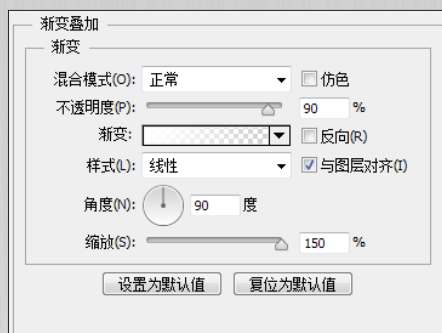 渐变叠加
渐变
混合模式(O): 正常 仿色
不透明度(P): 90 %
渐变: 反向(R)
样式(L): 线性 与图层对齐(I)
角度(N): 90 度
缩放(S): 150 %
设置为默认值 复位为默认值